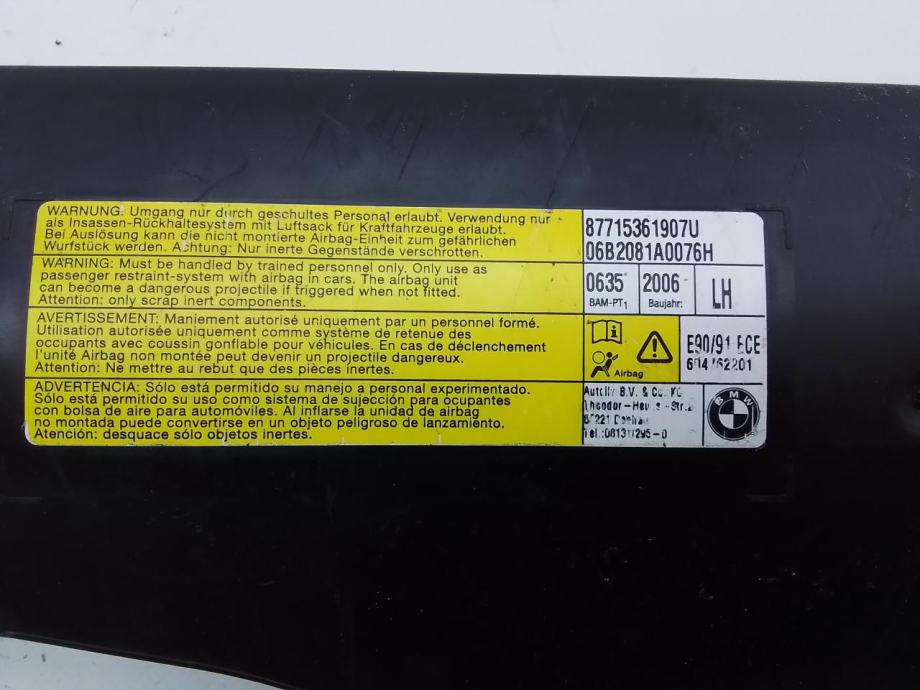 WARNUNG: Umgang nur durch geschultes Personal erlaubt. Verwendung nur
als Insassen-Rückhaltesystem mit Luftsack für Kraftfahrzeuge erlaubt.
Bei Auslösung kann die nicht montierte Airbag-Einheit zum gefährlichen
Wurfstück werden. Achtung: Nur inerte Gegenstände verschrotten.
WARNING: Must be handled by trained personnel only. Only use as
passenger restraint-system with airbag in cars. The airbag unit
can become a dangerous projectile if triggered when not fitted.
Attention: only scrap inert components.
AVERTISSEMENT: Maniement autorisé uniquement par un personnel formé.
Utilisation autorisée uniquement comme système de retenue des
occupants avec coussin gonflable pour véhicules. En cas de déclenchement
l'unité Airbag non montée peut devenir un projectile dangereux.
Attention: Ne mettre au rebut que des pièces inertes.
ADVERTENCIA: Sólo está permitido su manejo a personal experimentado.
Sólo está permitido su uso como sistema de sujección para ocupantes
con bolsa de aire para automóviles. Al inflarse la unidad de airbag
no montada puede convertirse en un objeto peligroso de lanzamiento.
Atención: desguace sólo objetos inertes.
87715361907U
06B2081A0076H
0635 2006 LH
BAM-PT1 Baujahr:
Airbag
E90/91 ECE
B.V. & Co. KG
Tel.:08131/295-0
BMW